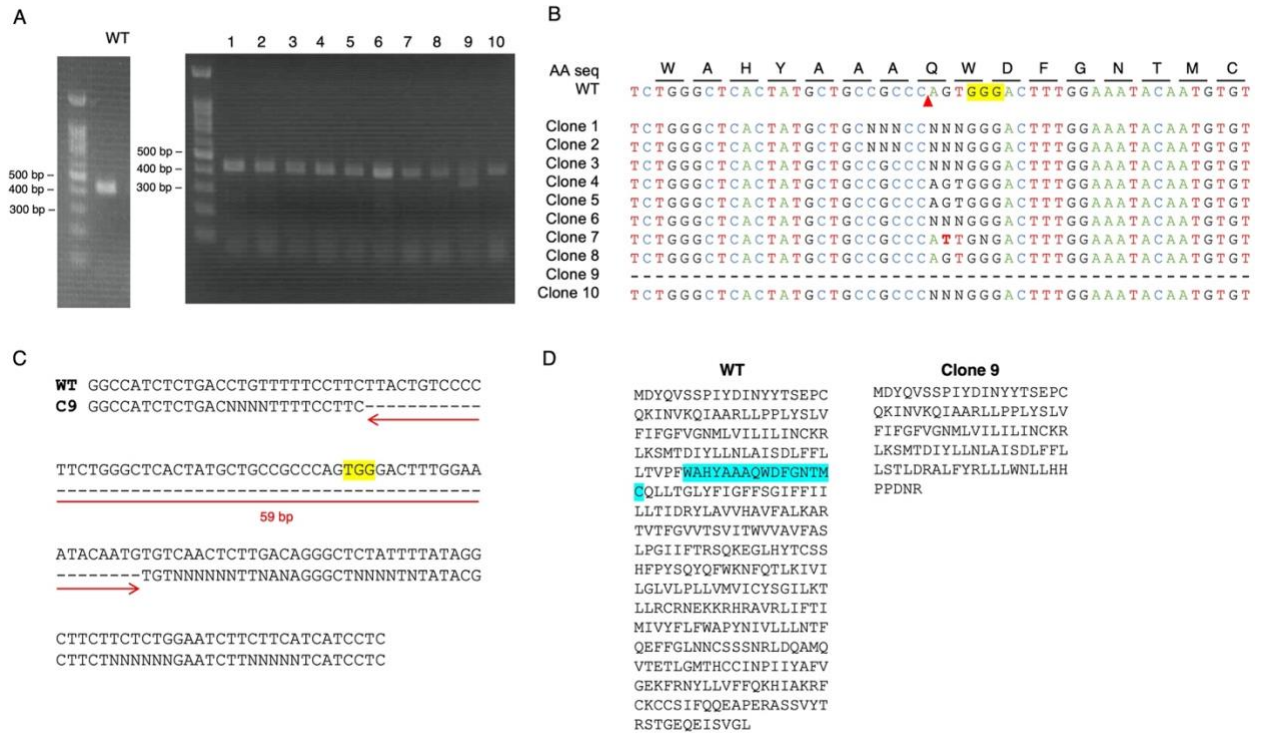 A
WT
500 bp
400 bp
300 bp
1 2 3 4 5 6 7 8 9 10
500 bp
400 bp
300 bp
B
AA seq W A H Y A A A Q W D F G N T M C
WT TCTGGGCTCACTATGCTGCCGCCCAGTGGGACTTTGGAAATACAATGTGT
Clone 1 TCTGGGCTCACTATGCTGCNNNCCNNNGGGACTTTGGAAATACAATGTGT
Clone 2 TCTGGGCTCACTATGCTGCNNNCCNNNGGGACTTTGGAAATACAATGTGT
Clone 3 TCTGGGCTCACTATGCTGCCGCCCNNNGGGACTTTGGAAATACAATGTGT
Clone 4 TCTGGGCTCACTATGCTGCCGCCCAGTGGGACTTTGGAAATACAATGTGT
Clone 5 TCTGGGCTCACTATGCTGCCGCCCAGTGGGACTTTGGAAATACAATGTGT
Clone 6 TCTGGGCTCACTATGCTGCCGCCCNNNGGGACTTTGGAAATACAATGTGT
Clone 7 TCTGGGCTCACTATGCTGCCGCCCATTGNGACTTTGGAAATACAATGTGT
Clone 8 TCTGGGCTCACTATGCTGCCGCCCAGTGGGACTTTGGAAATACAATGTGT
Clone 9 --------------------------------------------------
Clone 10 TCTGGGCTCACTATGCTGCCGCCCNNNGGGACTTTGGAAATACAATGTGT
C
WT GGCCATCTCTGACCTGTTTTTCCTTCTTACTGTCCCC
C9 GGCCATCTCTGACNNNNTTTTCCTTC-----------
TTCTGGGCTCACTATGCTGCCGCCCAGTGGGACTTTGGAA
----------------------------------------
59 bp
ATACAATGTGTCAACTCTTGACAGGGCTCTATTTTATAGG
--------TGTNNNNNNTTNANAGGGCTNNNNTNTATACG
CTTCTTCTCTGGAATCTTCTTCATCATCCTC
CTTCTNNNNNNGAATCTTNNNNNTCATCCTC
D
WT
MDYQVSSPIYDINYYTSEPC
QKINVKQIAARLLPPLYSLV
FIFGFVGNMLVILILINCKR
LKSMTDIYLLNLAISDLFFL
LTVPFWAHYAAAQWDFGNTM
CQLLTGLYFIGFFSGIFFII
LLTIDRYLAVVHAVFALKAR
TVTFGVVTSVITWVVAVFAS
LPGIIFTRSQKEGLHYTCSS
HFPYSQYQFWKNFQTLKIVI
LGLVLPLLVMVICYSGILKT
LLRCRNEKKRHRAVRLIFTI
MIVYFLFWAPYNIVLLLNTF
QEFFGLNNCSSSNRLDQAMQ
VTETLGMTHCCINPIIYAFV
GEKFRNYLLVFFQKHIAKRF
CKCCSIFQQEAPERASSVYT
RSTGEQEISVGL
Clone 9
MDYQVSSPIYDINYYTSEPC
QKINVKQIAARLLPPLYSLV
FIFGFVGNMLVILILINCKR
LKSMTDIYLLNLAISDLFFL
LSTLDRALFYRLLLWNLLHH
PPDNR